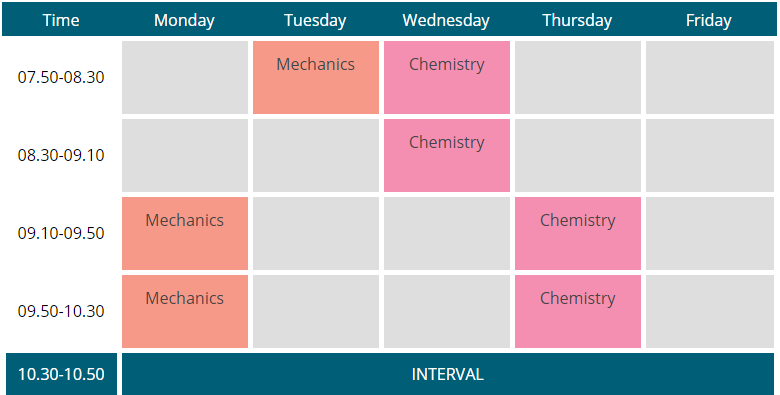 Time Monday Tuesday Wednesday Thursday Friday
07.50-08.30 Mechanics Chemistry
08.30-09.10 Chemistry
09.10-09.50 Mechanics Chemistry
09.50-10.30 Mechanics Chemistry
10.30-10.50 INTERVAL